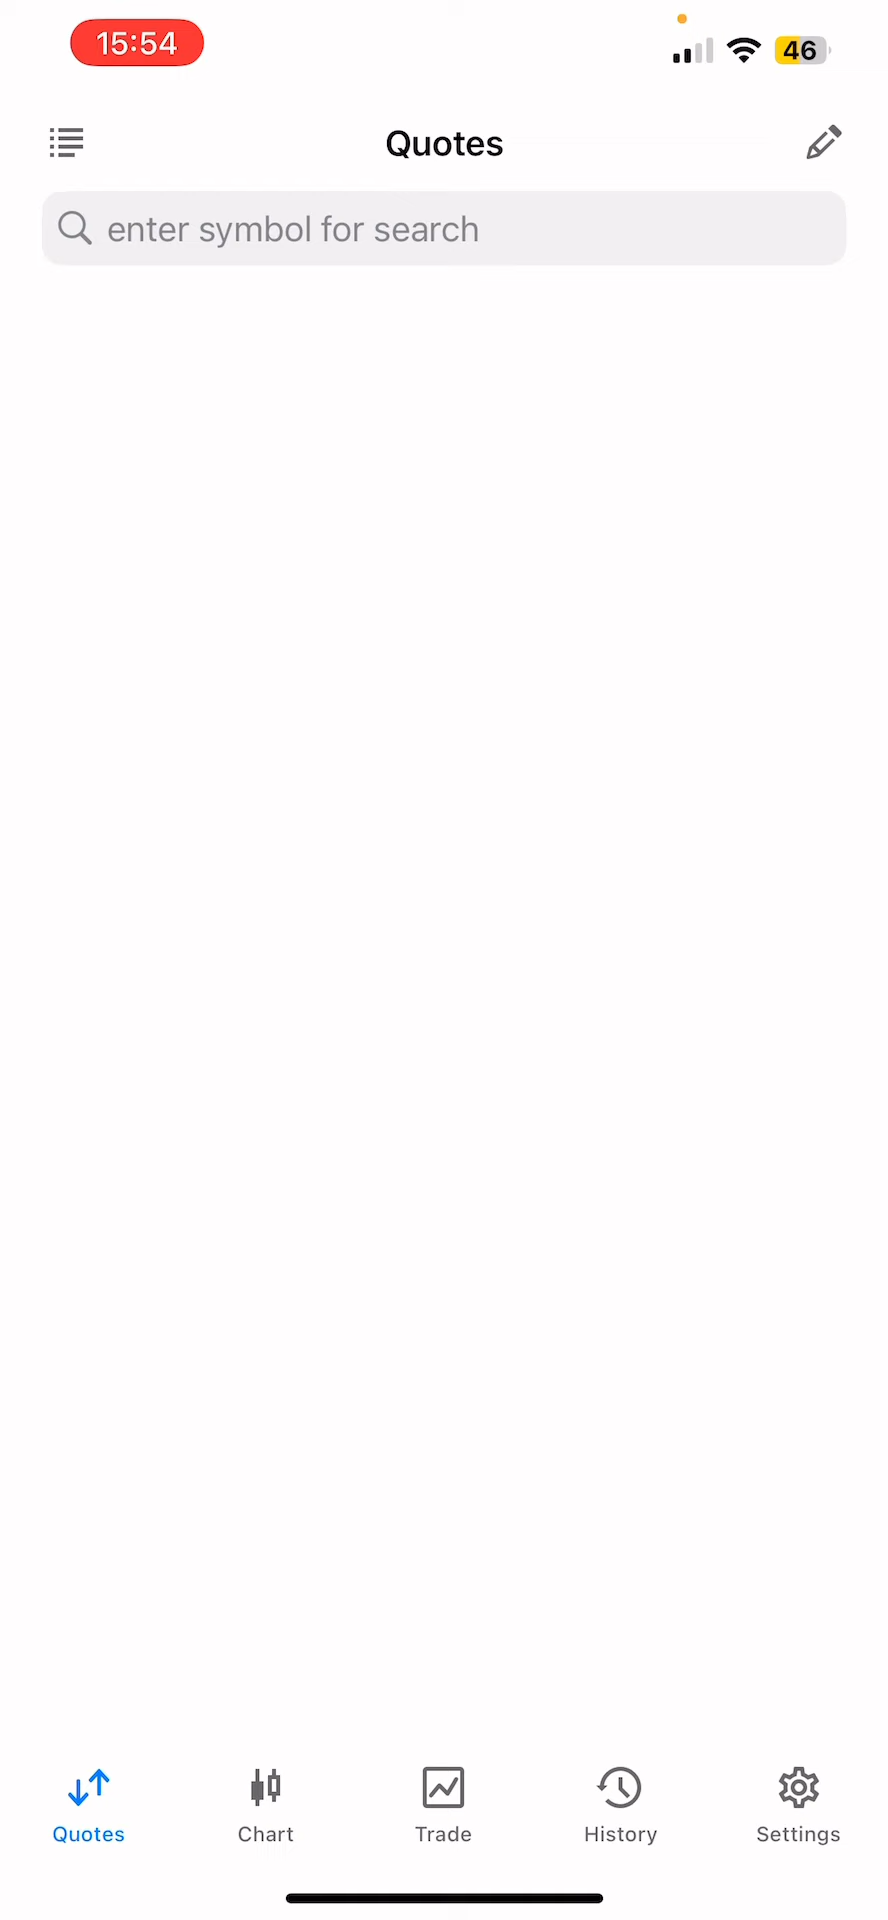 15:54
46
Quotes
enter symbol for search
Quotes
Chart
Trade
History
Settings